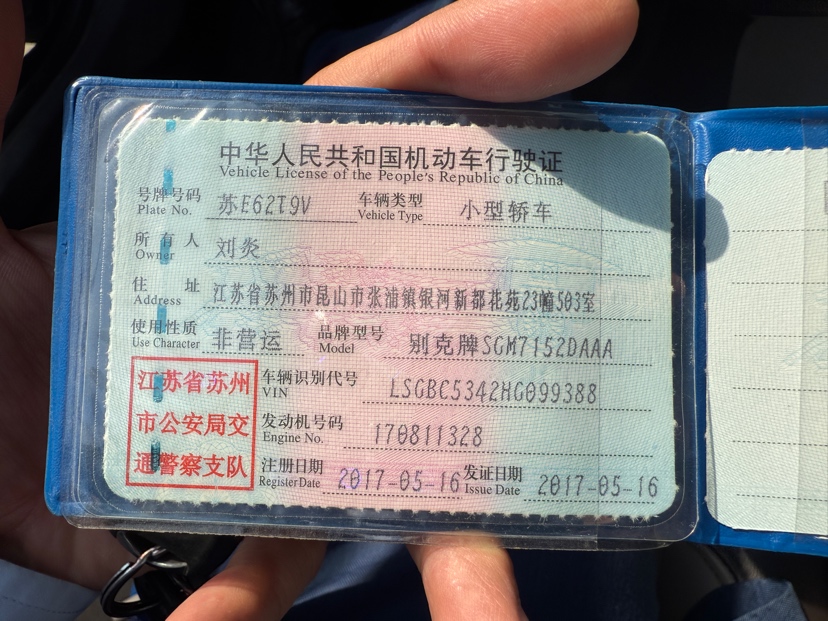 中华人民共和国机动车行驶证
Vehicle License of the People's Republic of China
号牌号码 苏E62T9V 车辆类型 小型轿车
Plate No. Vehicle Type
所有人 刘炎
Owner
住址 江苏省苏州市昆山市张浦镇银河新都花苑23幢503室
Address
使用性质 非营运 品牌型号 别克牌SGM7152DAAA
Use Character Model
江苏省苏州 车辆识别代号 LSGBC5342HG099388
VIN
市公安局交 发动机号码 170811328
Engine No.
通警察支队 注册日期 2017-05-16 发证日期 2017-05-16
Register Date Issue Date